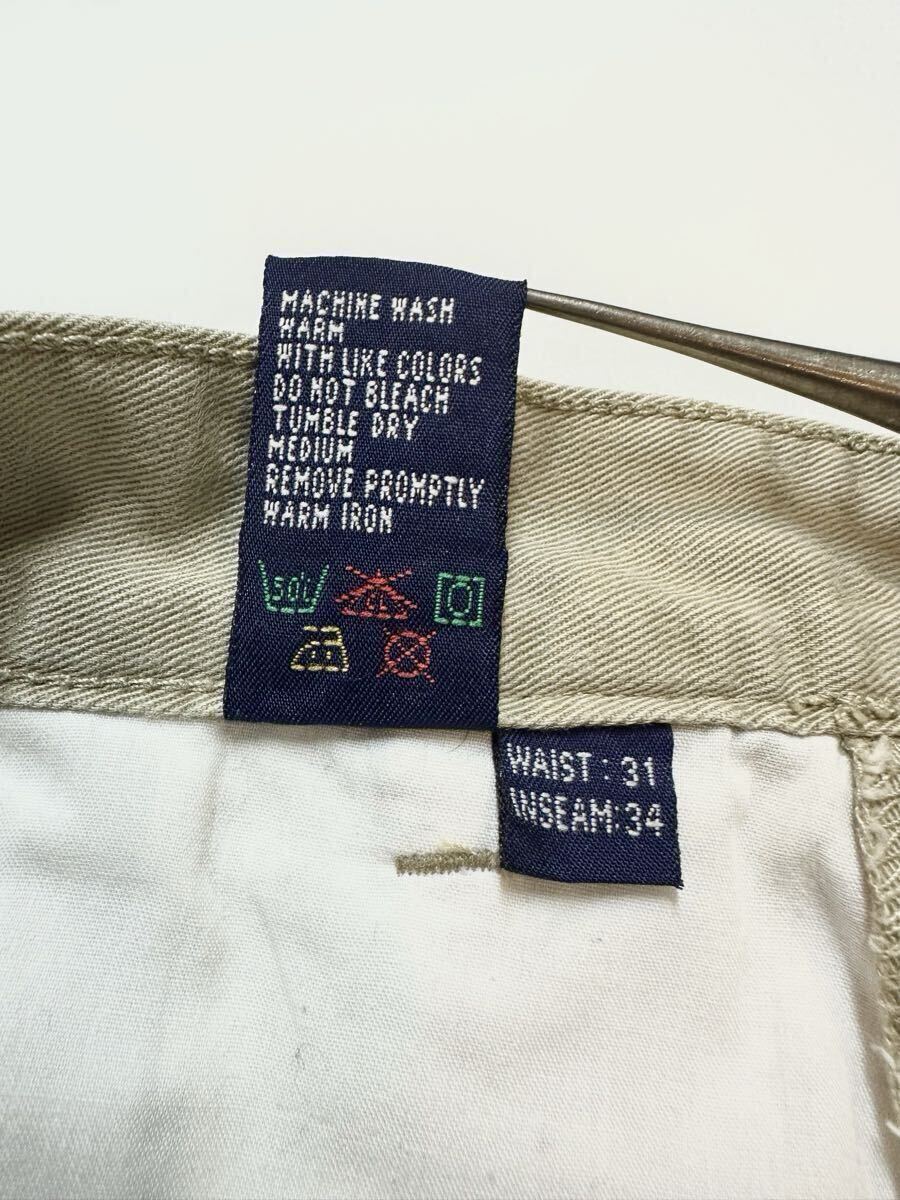 MACHINE WASH
WARM
WITH LIKE COLORS
DO NOT BLEACH
TUMBLE DRY
MEDIUM
REMOVE PROMPTLY
WARM IRON
CL
WAIST: 31
INSEAM:34